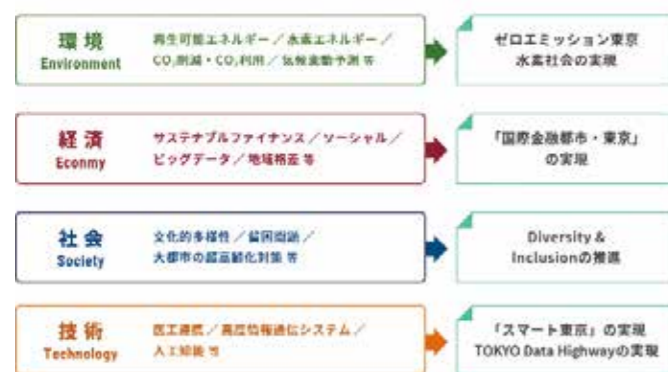 環境
Environment
再生可能エネルギー／水素エネルギー／
CO₂削減・CO₂利用／気候変動予測 等
ゼロエミッション東京
水素社会の実現
経済
Econmy
サステナブルファイナンス／ソーシャル／
ビッグデータ／地域格差 等
「国際金融都市・東京」
の実現
社会
Society
文化的多様性／貧困問題／
大都市の超高齢化対策 等
Diversity &
Inclusionの推進
技術
Technology
医工連携／高度情報通信システム／
人工知能 等
「スマート東京」の実現
TOKYO Data Highwayの実現